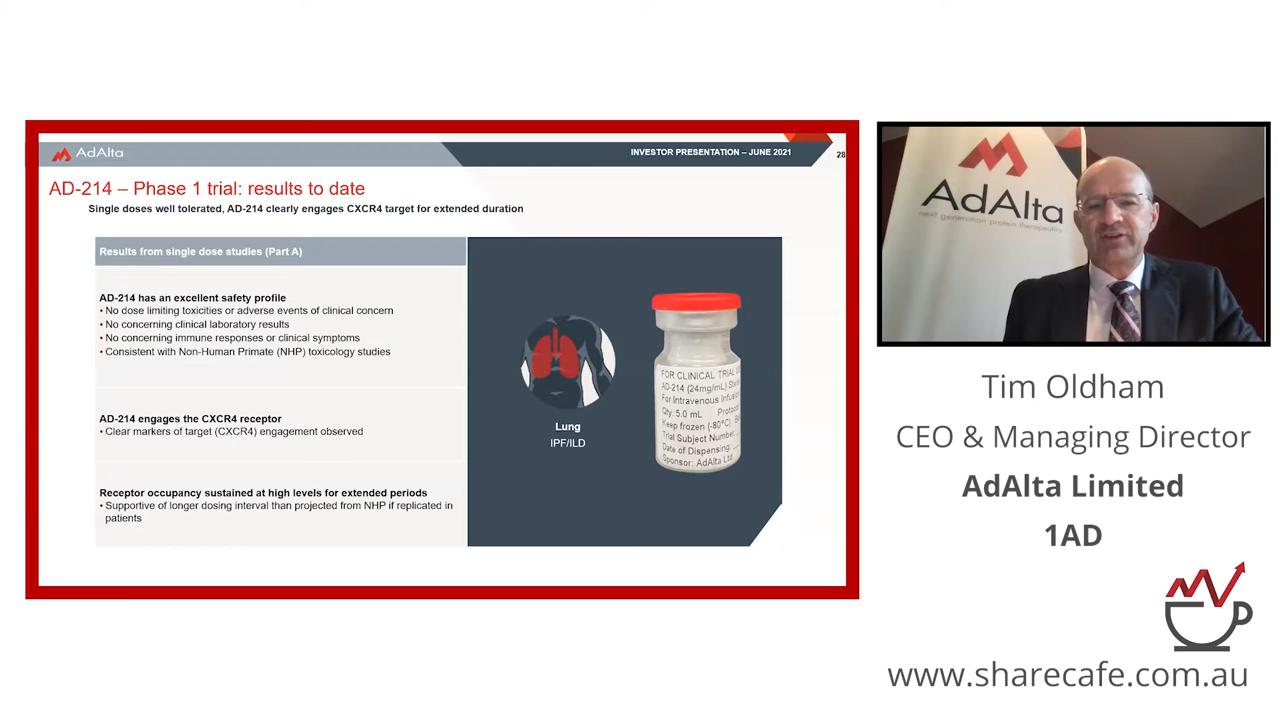 AdAlta
INVESTOR PRESENTATION – JUNE 2021
28
AD-214 – Phase 1 trial: results to date
Single doses well tolerated, AD-214 clearly engages CXCR4 target for extended duration
Results from single dose studies (Part A)
AD-214 has an excellent safety profile
• No dose limiting toxicities or adverse events of clinical concern
• No concerning clinical laboratory results
• No concerning immune responses or clinical symptoms
• Consistent with Non-Human Primate (NHP) toxicology studies
AD-214 engages the CXCR4 receptor
• Clear markers of target (CXCR4) engagement observed
Receptor occupancy sustained at high levels for extended periods
• Supportive of longer dosing interval than projected from NHP if replicated in
patients
Lung
IPF/ILD
FOR CLINICAL TRIAL
AD-214 (24mg/mL)
For Intravenous
Qty: 5.0 mL
Keep frozen (-80°C)
Trial Subject Number:
Date of Dispensing:
Sponsor: AdAlta Ltd
AdAlta
next generation protein therapeutics
Tim Oldham
CEO & Managing Director
AdAlta Limited
1AD
www.sharecafe.com.au